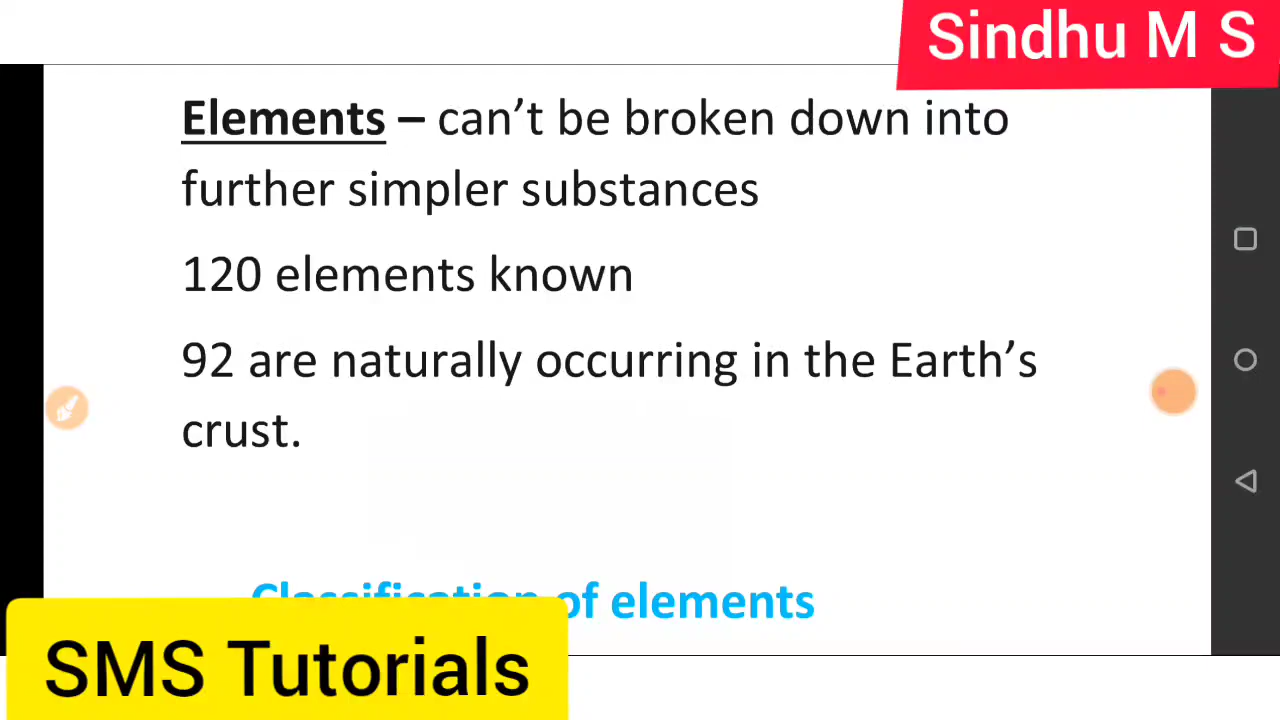 Sindhu M S
Elements – can't be broken down into
further simpler substances
120 elements known
92 are naturally occurring in the Earth's
crust.
Classification of elements
SMS Tutorials